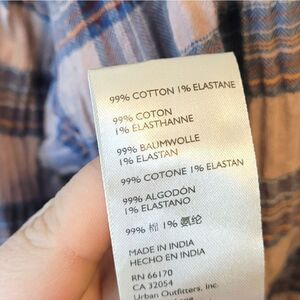 99% COTTON 1% ELASTANE
99% COTON
1% ELASTHANNE
99% BAUMWOLLE
1% ELASTAN
99% COTONE 1% ELASTAN
99% ALGODÓN
1% ELASTANO
99% 棉 1% 氨纶
MADE IN INDIA
HECHO EN INDIA
RN 66170
CA 32054
Urban Outfitters, Inc.